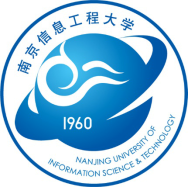 南京信息工程大学
1960
NANJING UNIVERSITY OF
INFORMATION SCIENCE & TECHNOLOGY